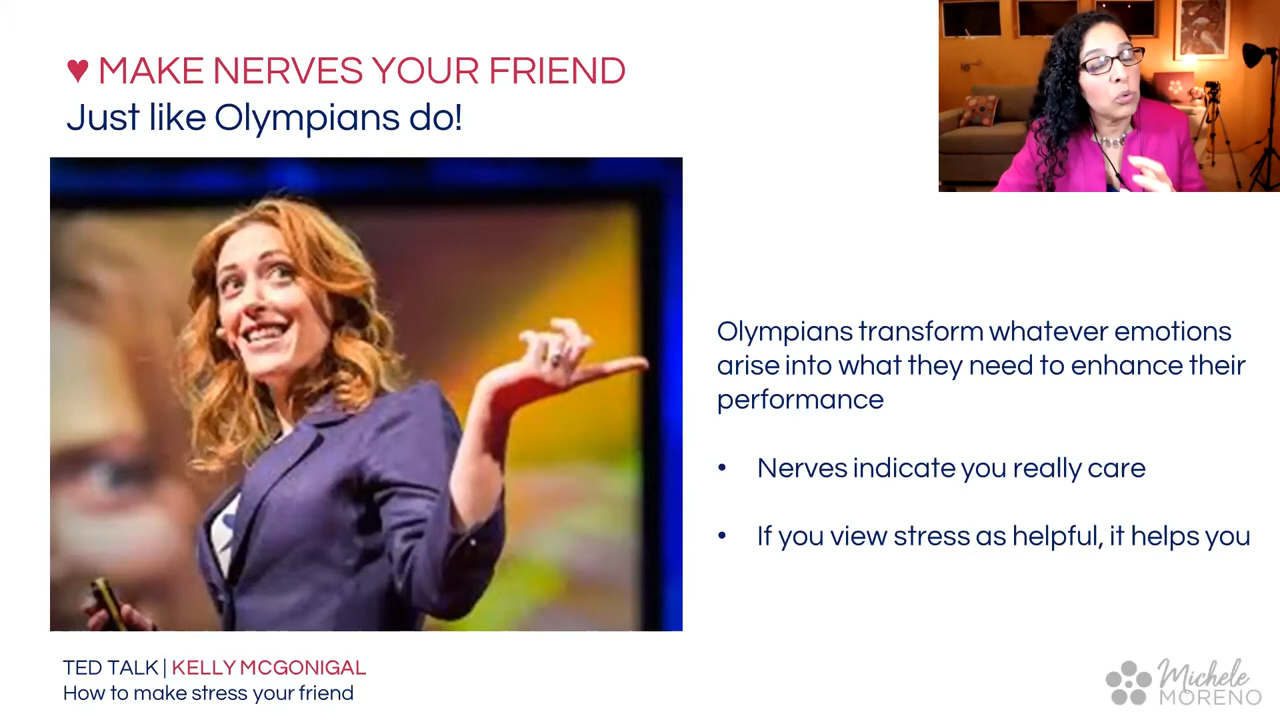 ♥ MAKE NERVES YOUR FRIEND
Just like Olympians do!
Olympians transform whatever emotions
arise into what they need to enhance their
performance
• Nerves indicate you really care
• If you view stress as helpful, it helps you
TED TALK | KELLY MCGONIGAL
How to make stress your friend
Michele
MORENO